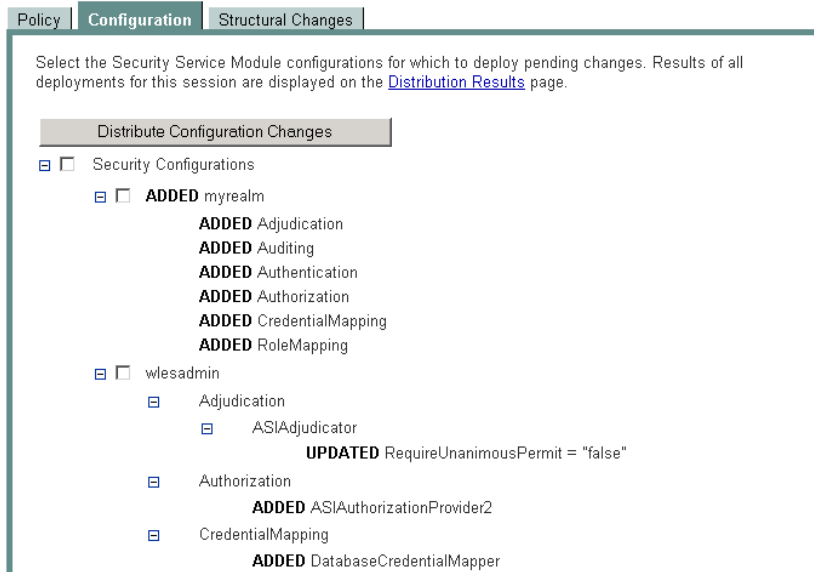 Policy Configuration Structural Changes
Select the Security Service Module configurations for which to deploy pending changes. Results of all
deployments for this session are displayed on the Distribution Results page.
Distribute Configuration Changes
Security Configurations
ADDED myrealm
ADDED Adjudication
ADDED Auditing
ADDED Authentication
ADDED Authorization
ADDED CredentialMapping
ADDED RoleMapping
wlesadmin
Adjudication
ASIAdjudicator
UPDATED RequireUnanimousPermit = "false"
Authorization
ADDED ASIAuthorizationProvider2
CredentialMapping
ADDED DatabaseCredentialMapper